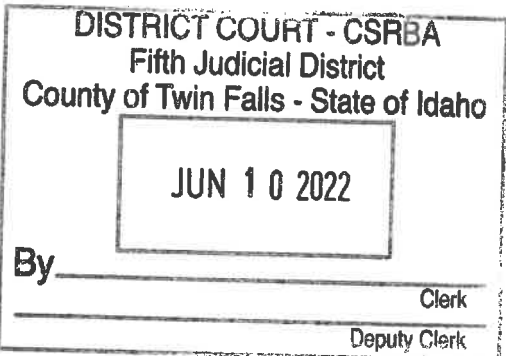 DISTRICT COURT - CSRBA
Fifth Judicial District
County of Twin Falls - State of Idaho
JUN 10 2022
By
Clerk
Deputy Clerk